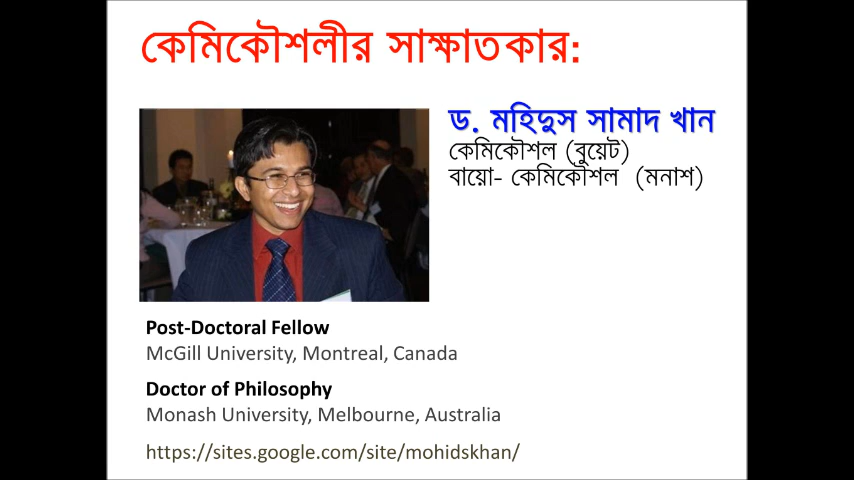 কেমিকৌশলীর সাক্ষাতকার:
ড. মহিদুস সামাদ খান
কেমিকৌশল (বুয়েট)
বায়ো- কেমিকৌশল (মনাশ)
Post-Doctoral Fellow
McGill University, Montreal, Canada
Doctor of Philosophy
Monash University, Melbourne, Australia
https://sites.google.com/site/mohidskhan/